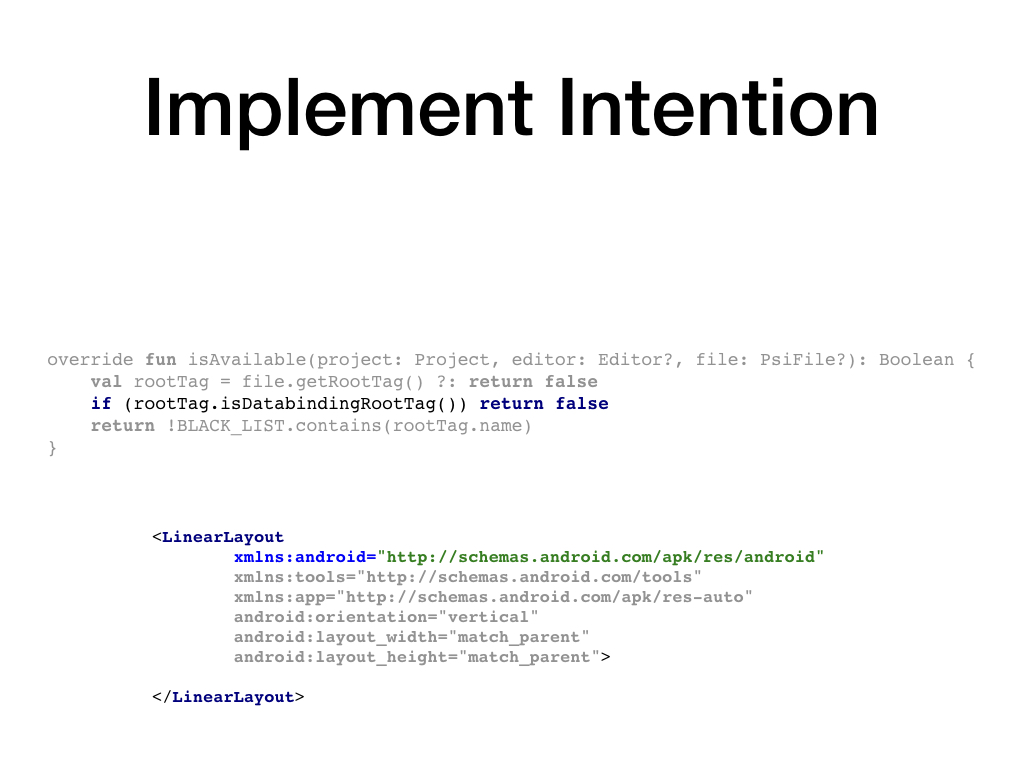 Implement Intention
override fun isAvailable(project: Project, editor: Editor?, file: PsiFile?): Boolean {
    val rootTag = file.getRootTag() ?: return false
    if (rootTag.isDatabindingRootTag()) return false
    return !BLACK_LIST.contains(rootTag.name)
}
<LinearLayout
        xmlns:android="http://schemas.android.com/apk/res/android"
        xmlns:tools="http://schemas.android.com/tools"
        xmlns:app="http://schemas.android.com/apk/res-auto"
        android:orientation="vertical"
        android:layout_width="match_parent"
        android:layout_height="match_parent">
</LinearLayout>